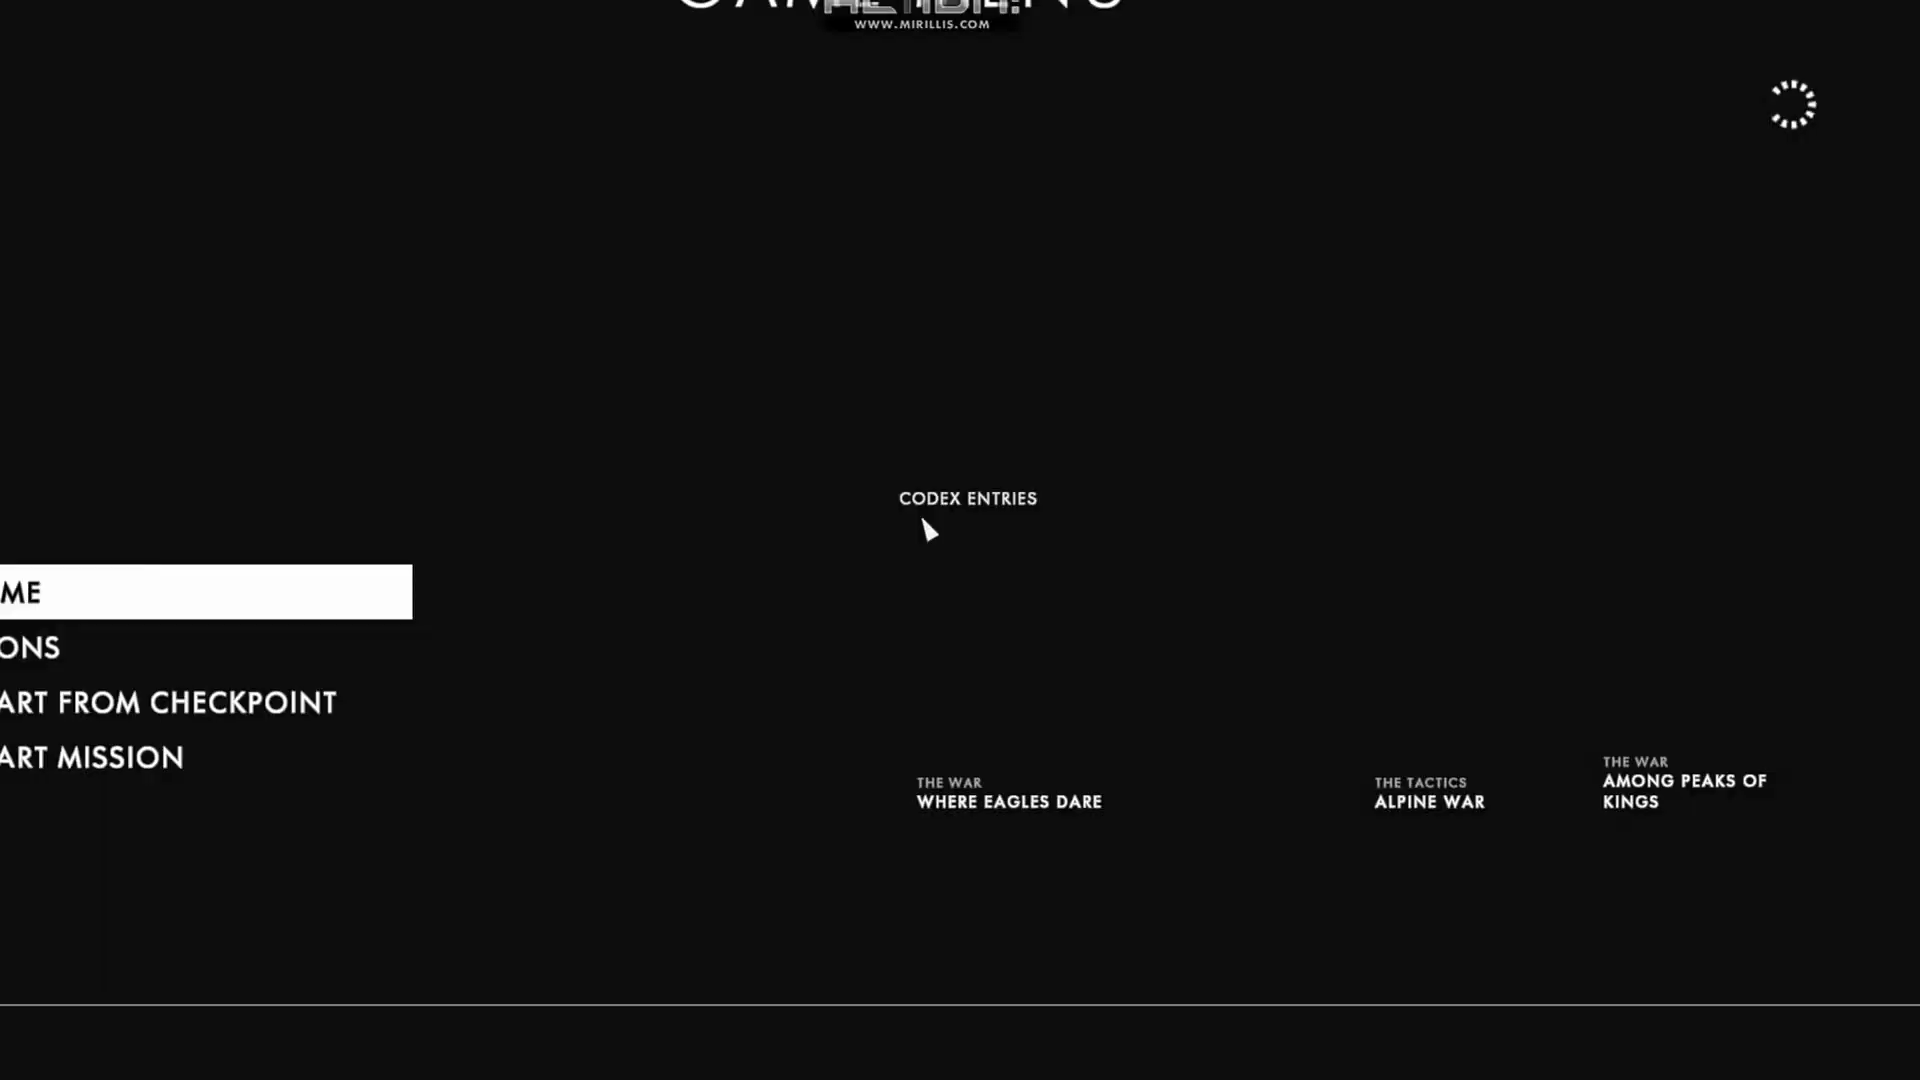 WWW.MIRILLIS.COM
CODEX ENTRIES
ME
ONS
ART FROM CHECKPOINT
ART MISSION
THE WAR
WHERE EAGLES DARE
THE TACTICS
ALPINE WAR
THE WAR
AMONG PEAKS OF
KINGS